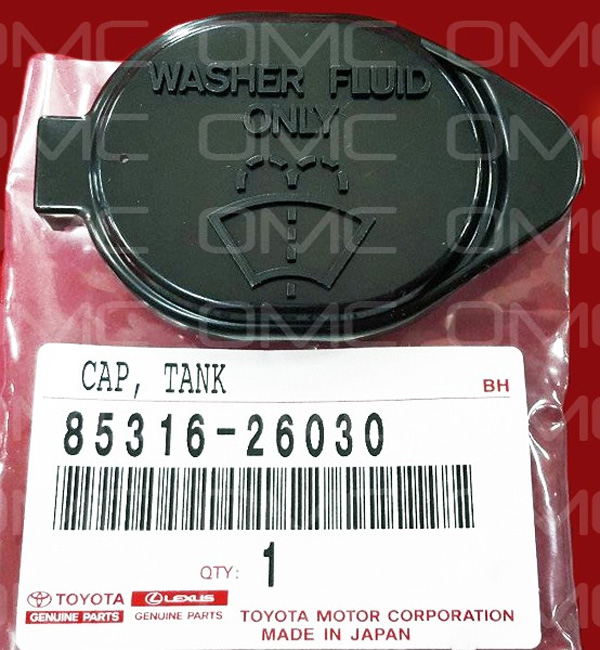 WASHER FLUID
ONLY
CAP, TANK
BH
85316-26030
QTY: 1
TOYOTA
GENUINE PARTS
LEXUS
GENUINE PARTS
TOYOTA MOTOR CORPORATION
MADE IN JAPAN
OMC